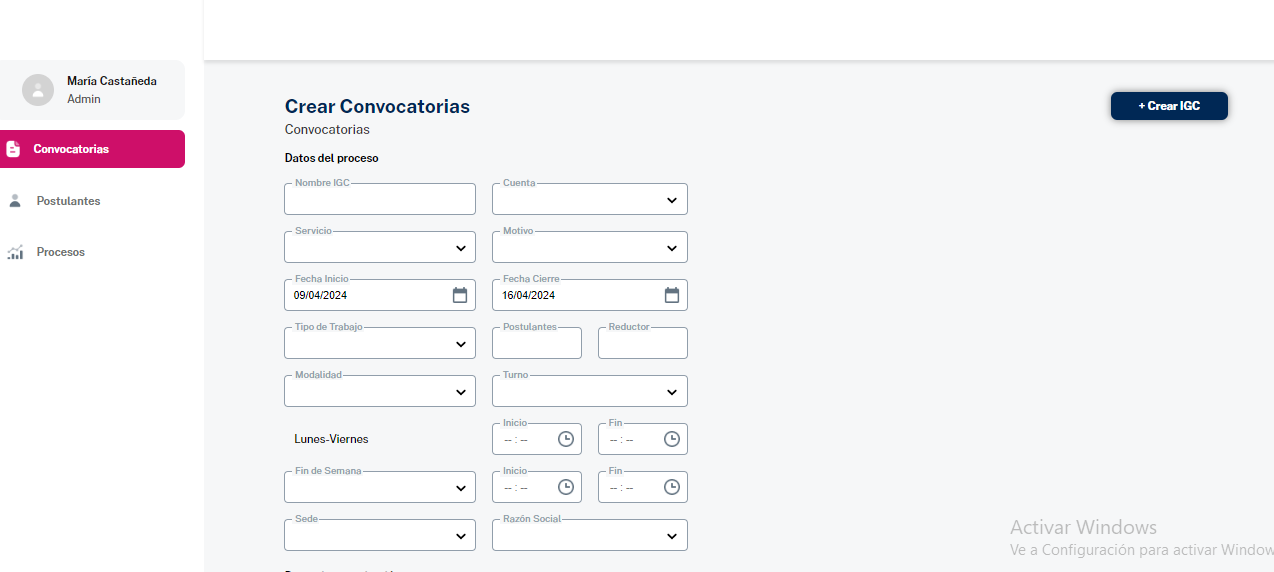 María Castañeda
Admin
Convocatorias
Postulantes
Procesos
Crear Convocatorias
+ Crear IGC
Convocatorias
Datos del proceso
Nombre IGC
Cuenta
Servicio
Motivo
Fecha Inicio
09/04/2024
Fecha Cierre
16/04/2024
Tipo de Trabajo
Postulantes
Reductor
Modalidad
Turno
Lunes-Viernes
Inicio
-- : --
Fin
-- : --
Fin de Semana
Inicio
-- : --
Fin
-- : --
Sede
Razón Social
Activar Windows
Ve a Configuración para activar Window